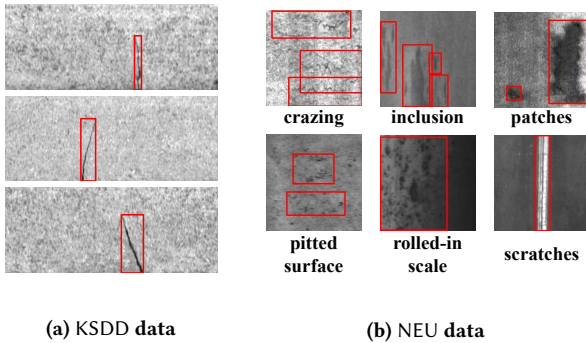 crazing
inclusion
patches
pitted
surface
rolled-in
scale
scratches
(a) KSDD data
(b) NEU data